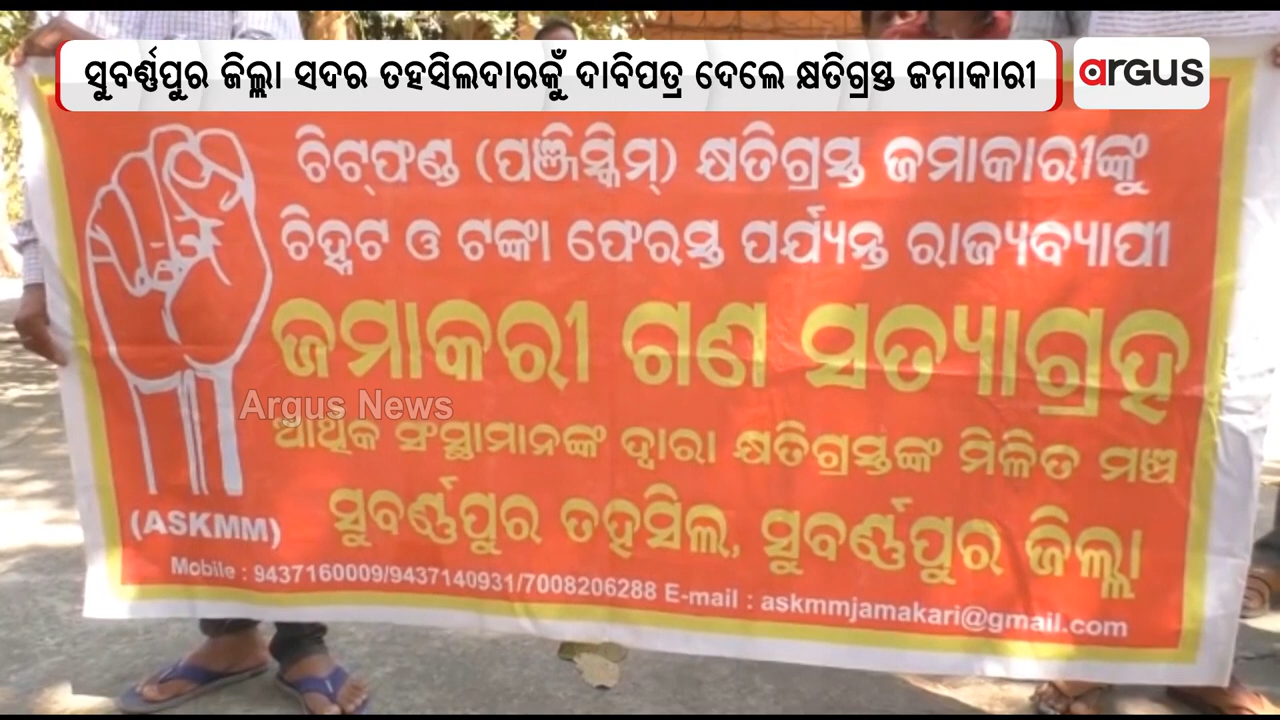 ସୁବର୍ଣ୍ଣପୁର ଜିଲ୍ଲା ସଦର ତହସିଲଦାରଙ୍କୁ ଦାବିପତ୍ର ଦେଲେ କ୍ଷତିଗ୍ରସ୍ତ ଜମାକାରୀ
argus
ଚିଟ୍‌ଫଣ୍ଡ (ପଞ୍ଜିସ୍କିମ୍) କ୍ଷତିଗ୍ରସ୍ତ ଜମାକାରୀଙ୍କୁ
ଚିହ୍ନଟ ଓ ଟଙ୍କା ଫେରସ୍ତ ପର୍ଯ୍ୟନ୍ତ ରାଜ୍ୟବ୍ୟାପୀ
ଜମାକରୀ ଗଣ ସତ୍ୟାଗ୍ରହ
Argus News
ଆର୍ଥିକ ସଂସ୍ଥାମାନଙ୍କ ଦ୍ୱାରା କ୍ଷତିଗ୍ରସ୍ତଙ୍କ ମିଳିତ ମଞ୍ଚ
(ASKMM)
ସୁବର୍ଣ୍ଣପୁର ତହସିଲ, ସୁବର୍ଣ୍ଣପୁର ଜିଲ୍ଲା
Mobile : 9437160009/9437140931/7008206288 E-mail : askmmjamakari@gmail.com